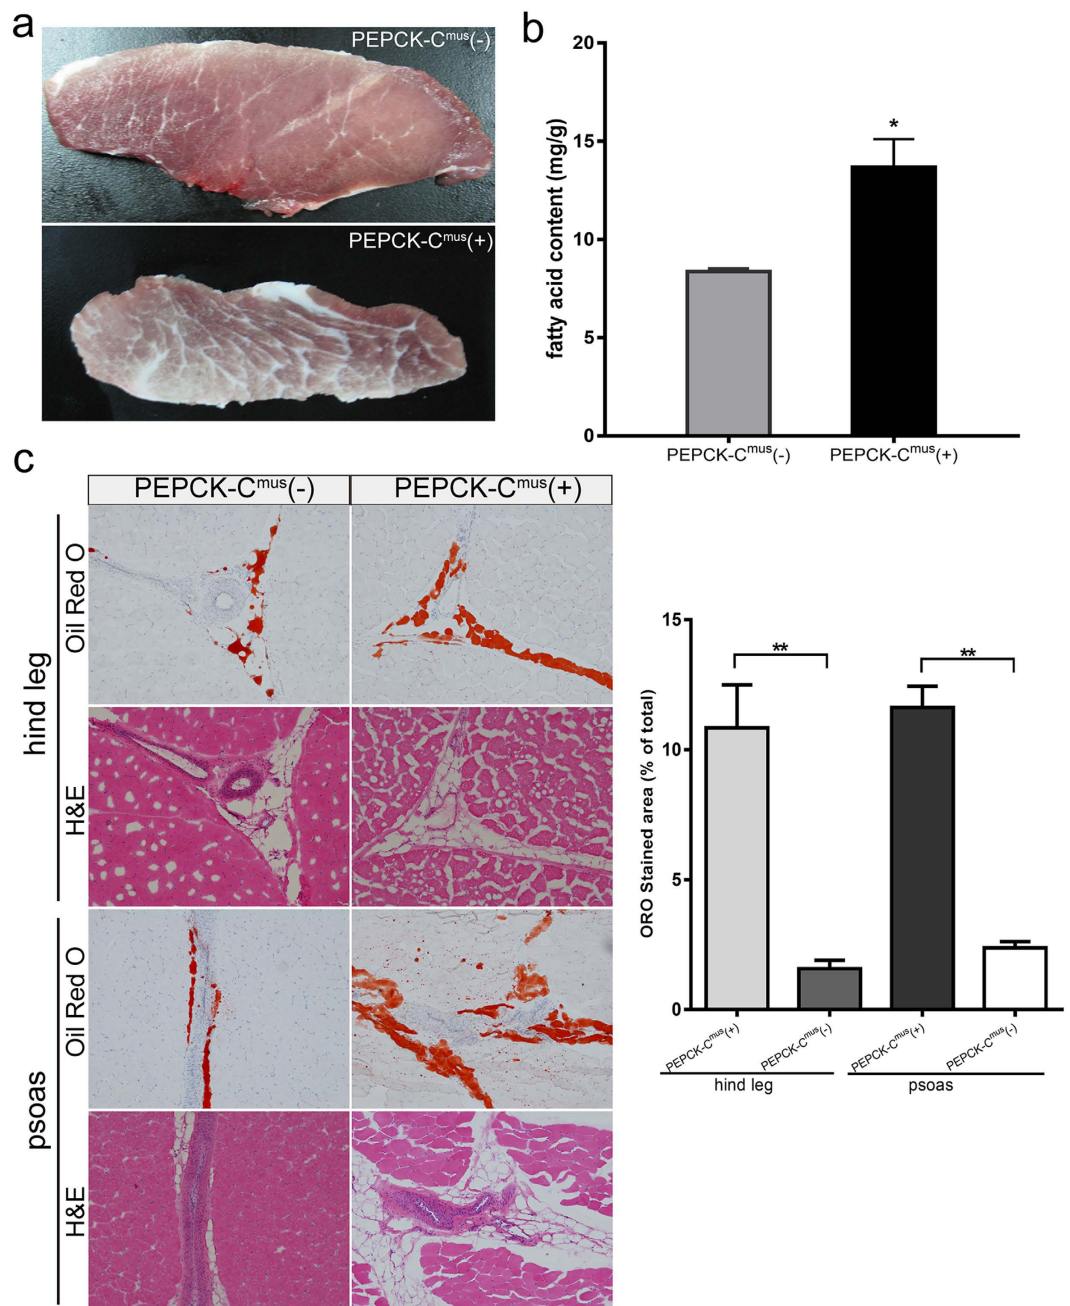 a
PEPCK-Cmus(-)
PEPCK-Cmus(+)
b
fatty acid content (mg/g)
20
15
10
5
0
*
PEPCK-Cmus(-)
PEPCK-Cmus(+)
c
PEPCK-Cmus(-)
PEPCK-Cmus(+)
hind leg
Oil Red O
H&E
psoas
Oil Red O
H&E
ORO Stained area (% of total)
15
10
5
0
**
**
PEPCK-Cmus(+)
PEPCK-Cmus(-)
PEPCK-Cmus(+)
PEPCK-Cmus(-)
hind leg
psoas